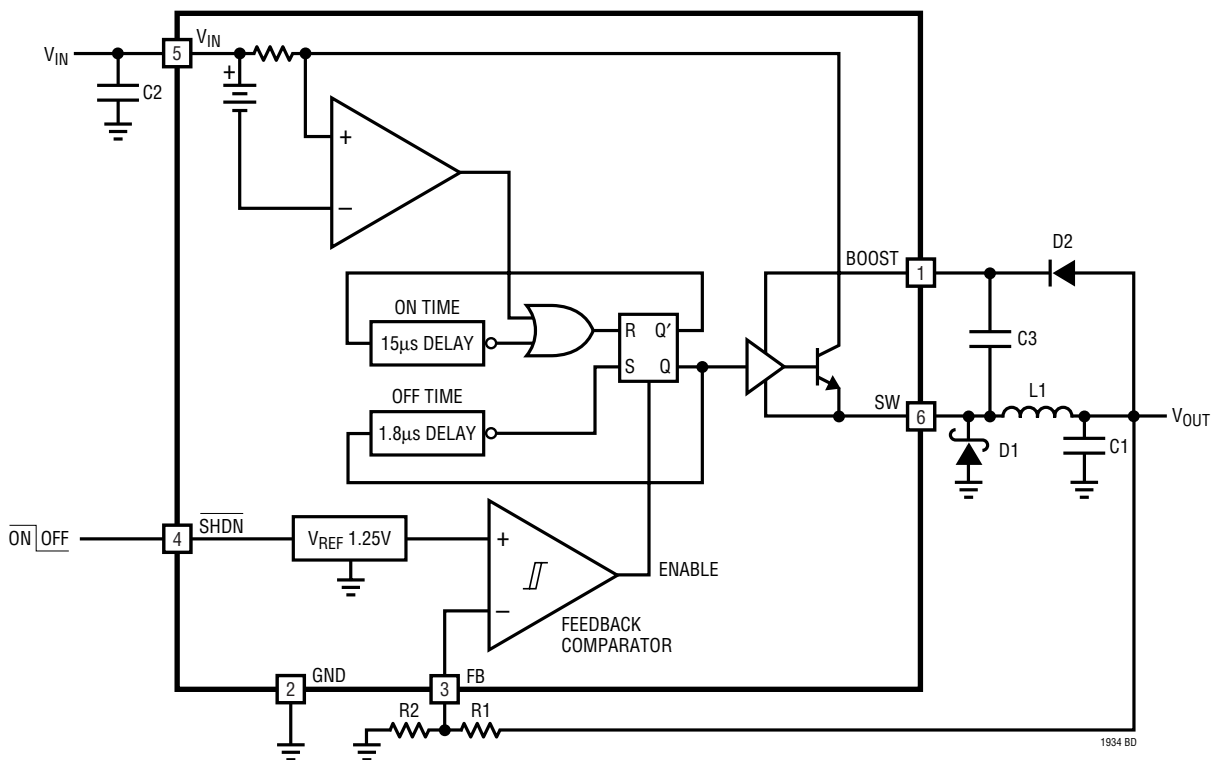 V_IN
5
V_IN
+
C2
+
−
D2
BOOST
1
ON TIME
15µs DELAY
R
Q′
S
Q
C3
OFF TIME
1.8µs DELAY
SW
6
L1
V_OUT
D1
C1
ON OFF
4
SHDN
V_REF 1.25V
+
−
ENABLE
FEEDBACK
COMPARATOR
2
GND
3
FB
R2
R1
1934 BD